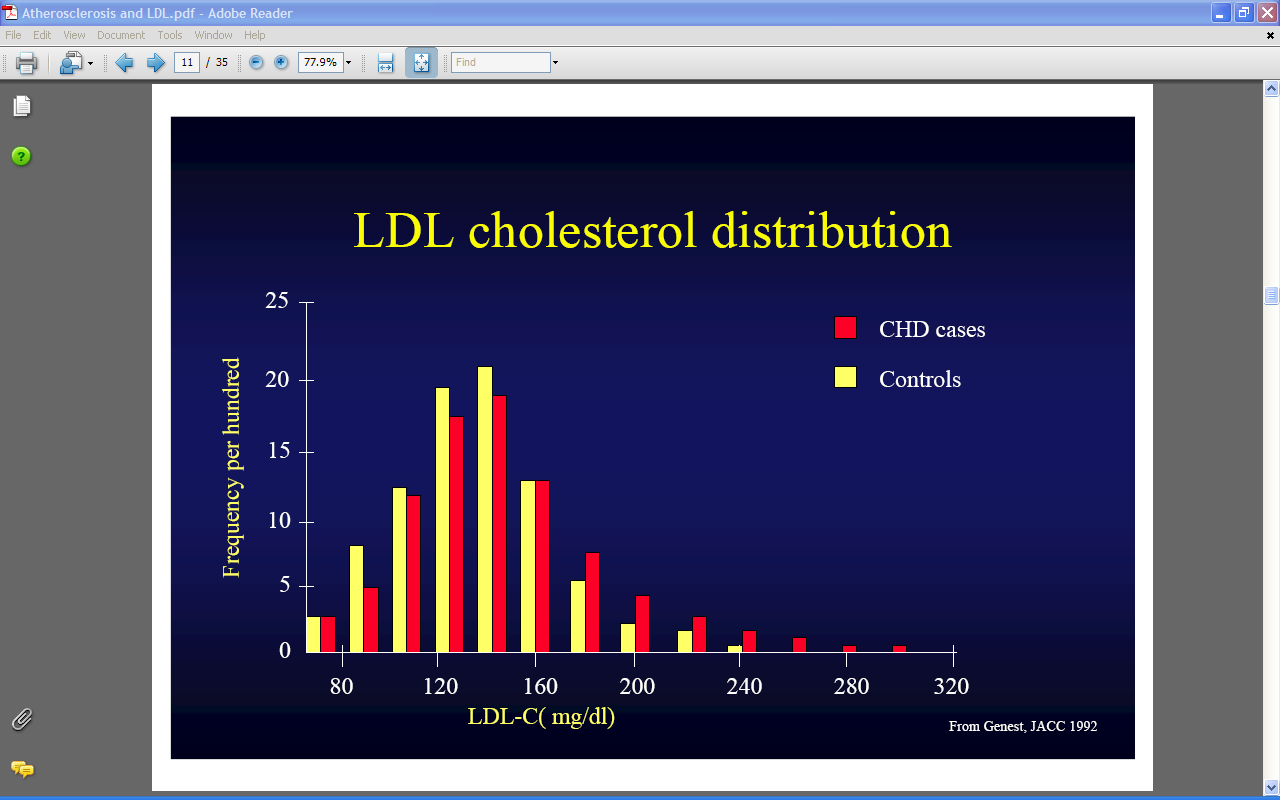 Atherosclerosis and LDL.pdf - Adobe Reader
File Edit View Document Tools Window Help
11 / 35 77.9% Find
LDL cholesterol distribution
25
20
15
10
5
0
Frequency per hundred
CHD cases
Controls
80 120 160 200 240 280 320
LDL-C( mg/dl)
From Genest, JACC 1992